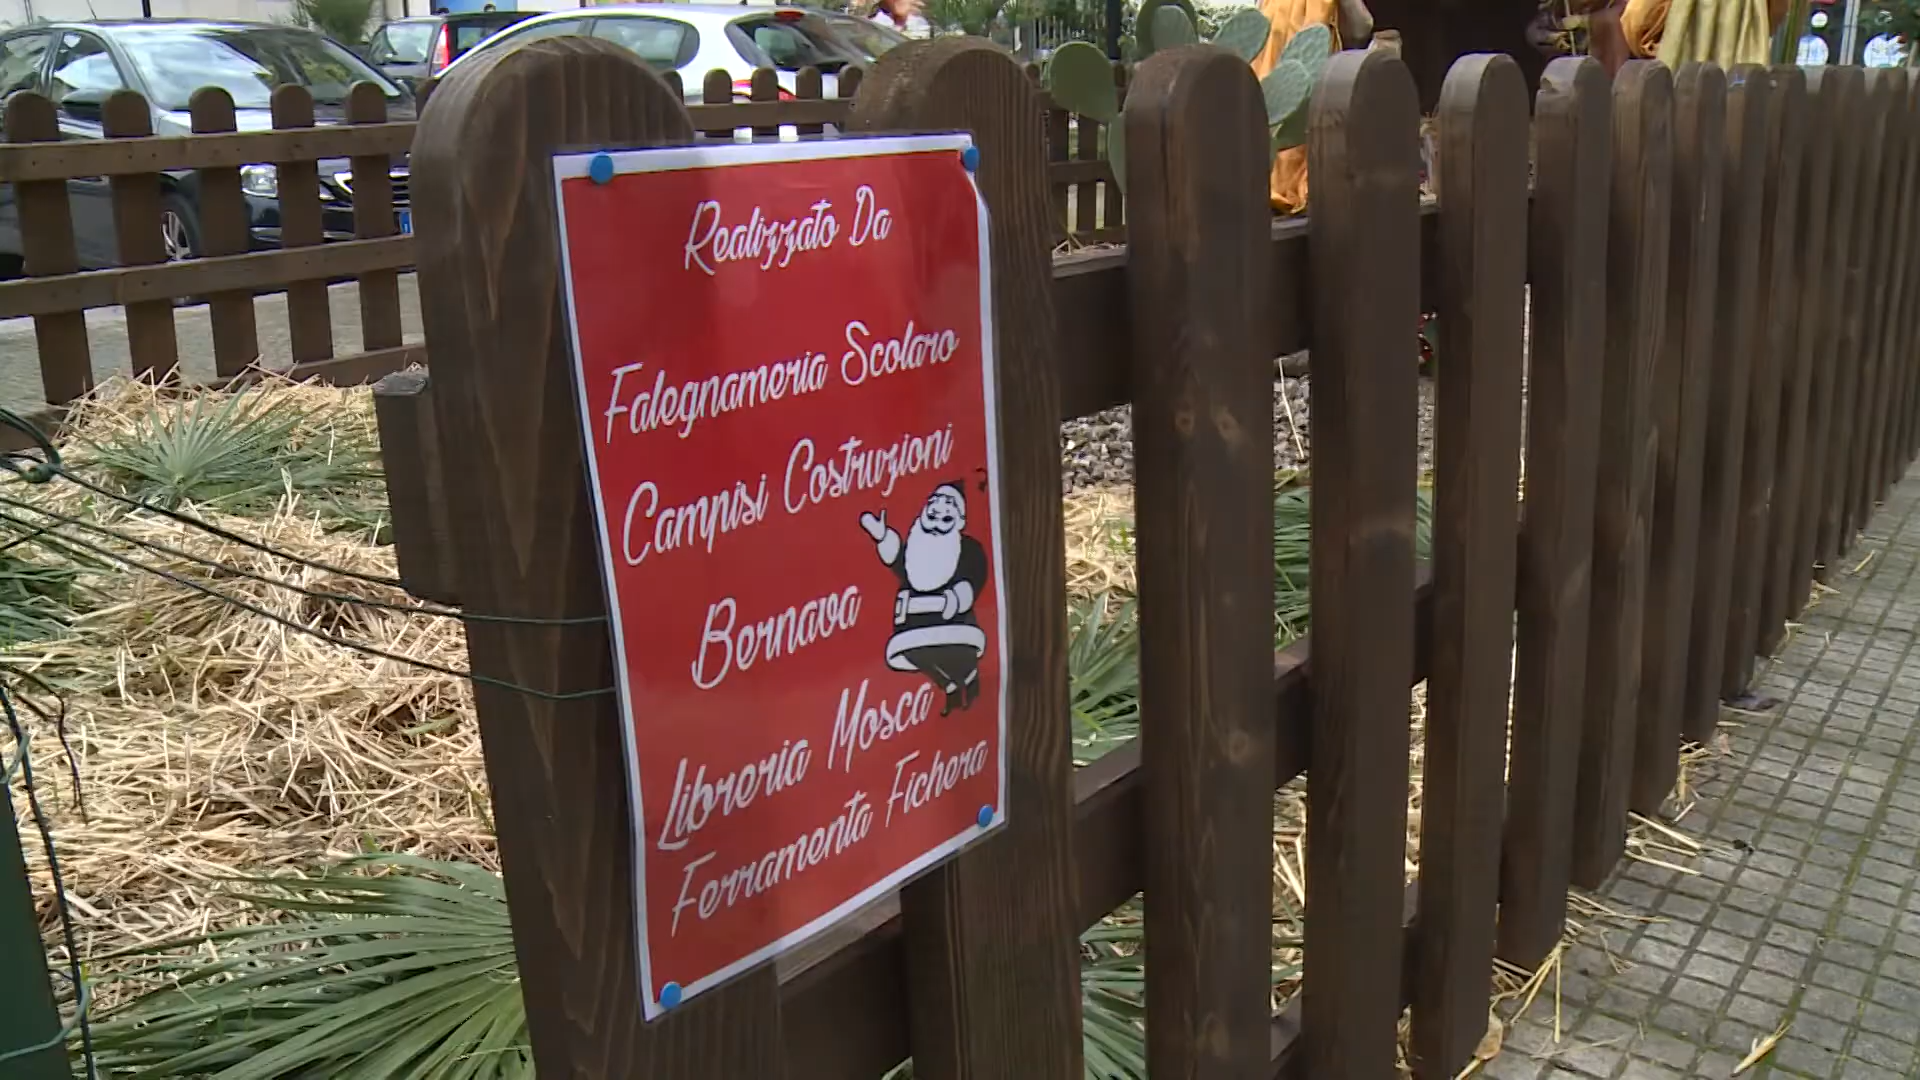 Realizzato Da
Falegnameria Scolaro
Campisi Costruzioni
Bernava
Libreria Mosca
Ferramenta Fichera